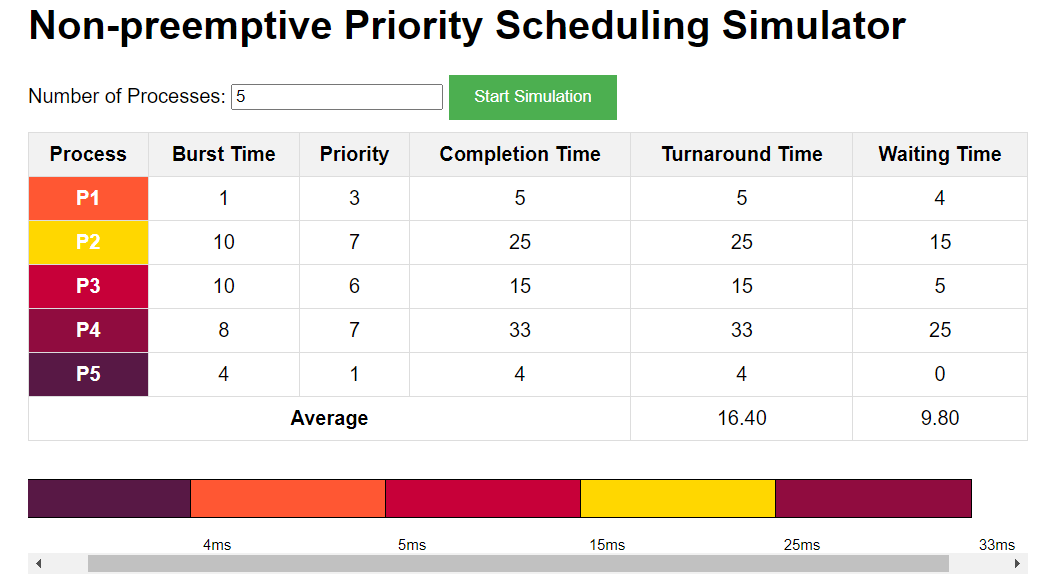 Non-preemptive Priority Scheduling Simulator
Number of Processes: 5 Start Simulation
Process Burst Time Priority Completion Time Turnaround Time Waiting Time
P1 1 3 5 5 4
P2 10 7 25 25 15
P3 10 6 15 15 5
P4 8 7 33 33 25
P5 4 1 4 4 0
Average 16.40 9.80
4ms 5ms 15ms 25ms 33ms